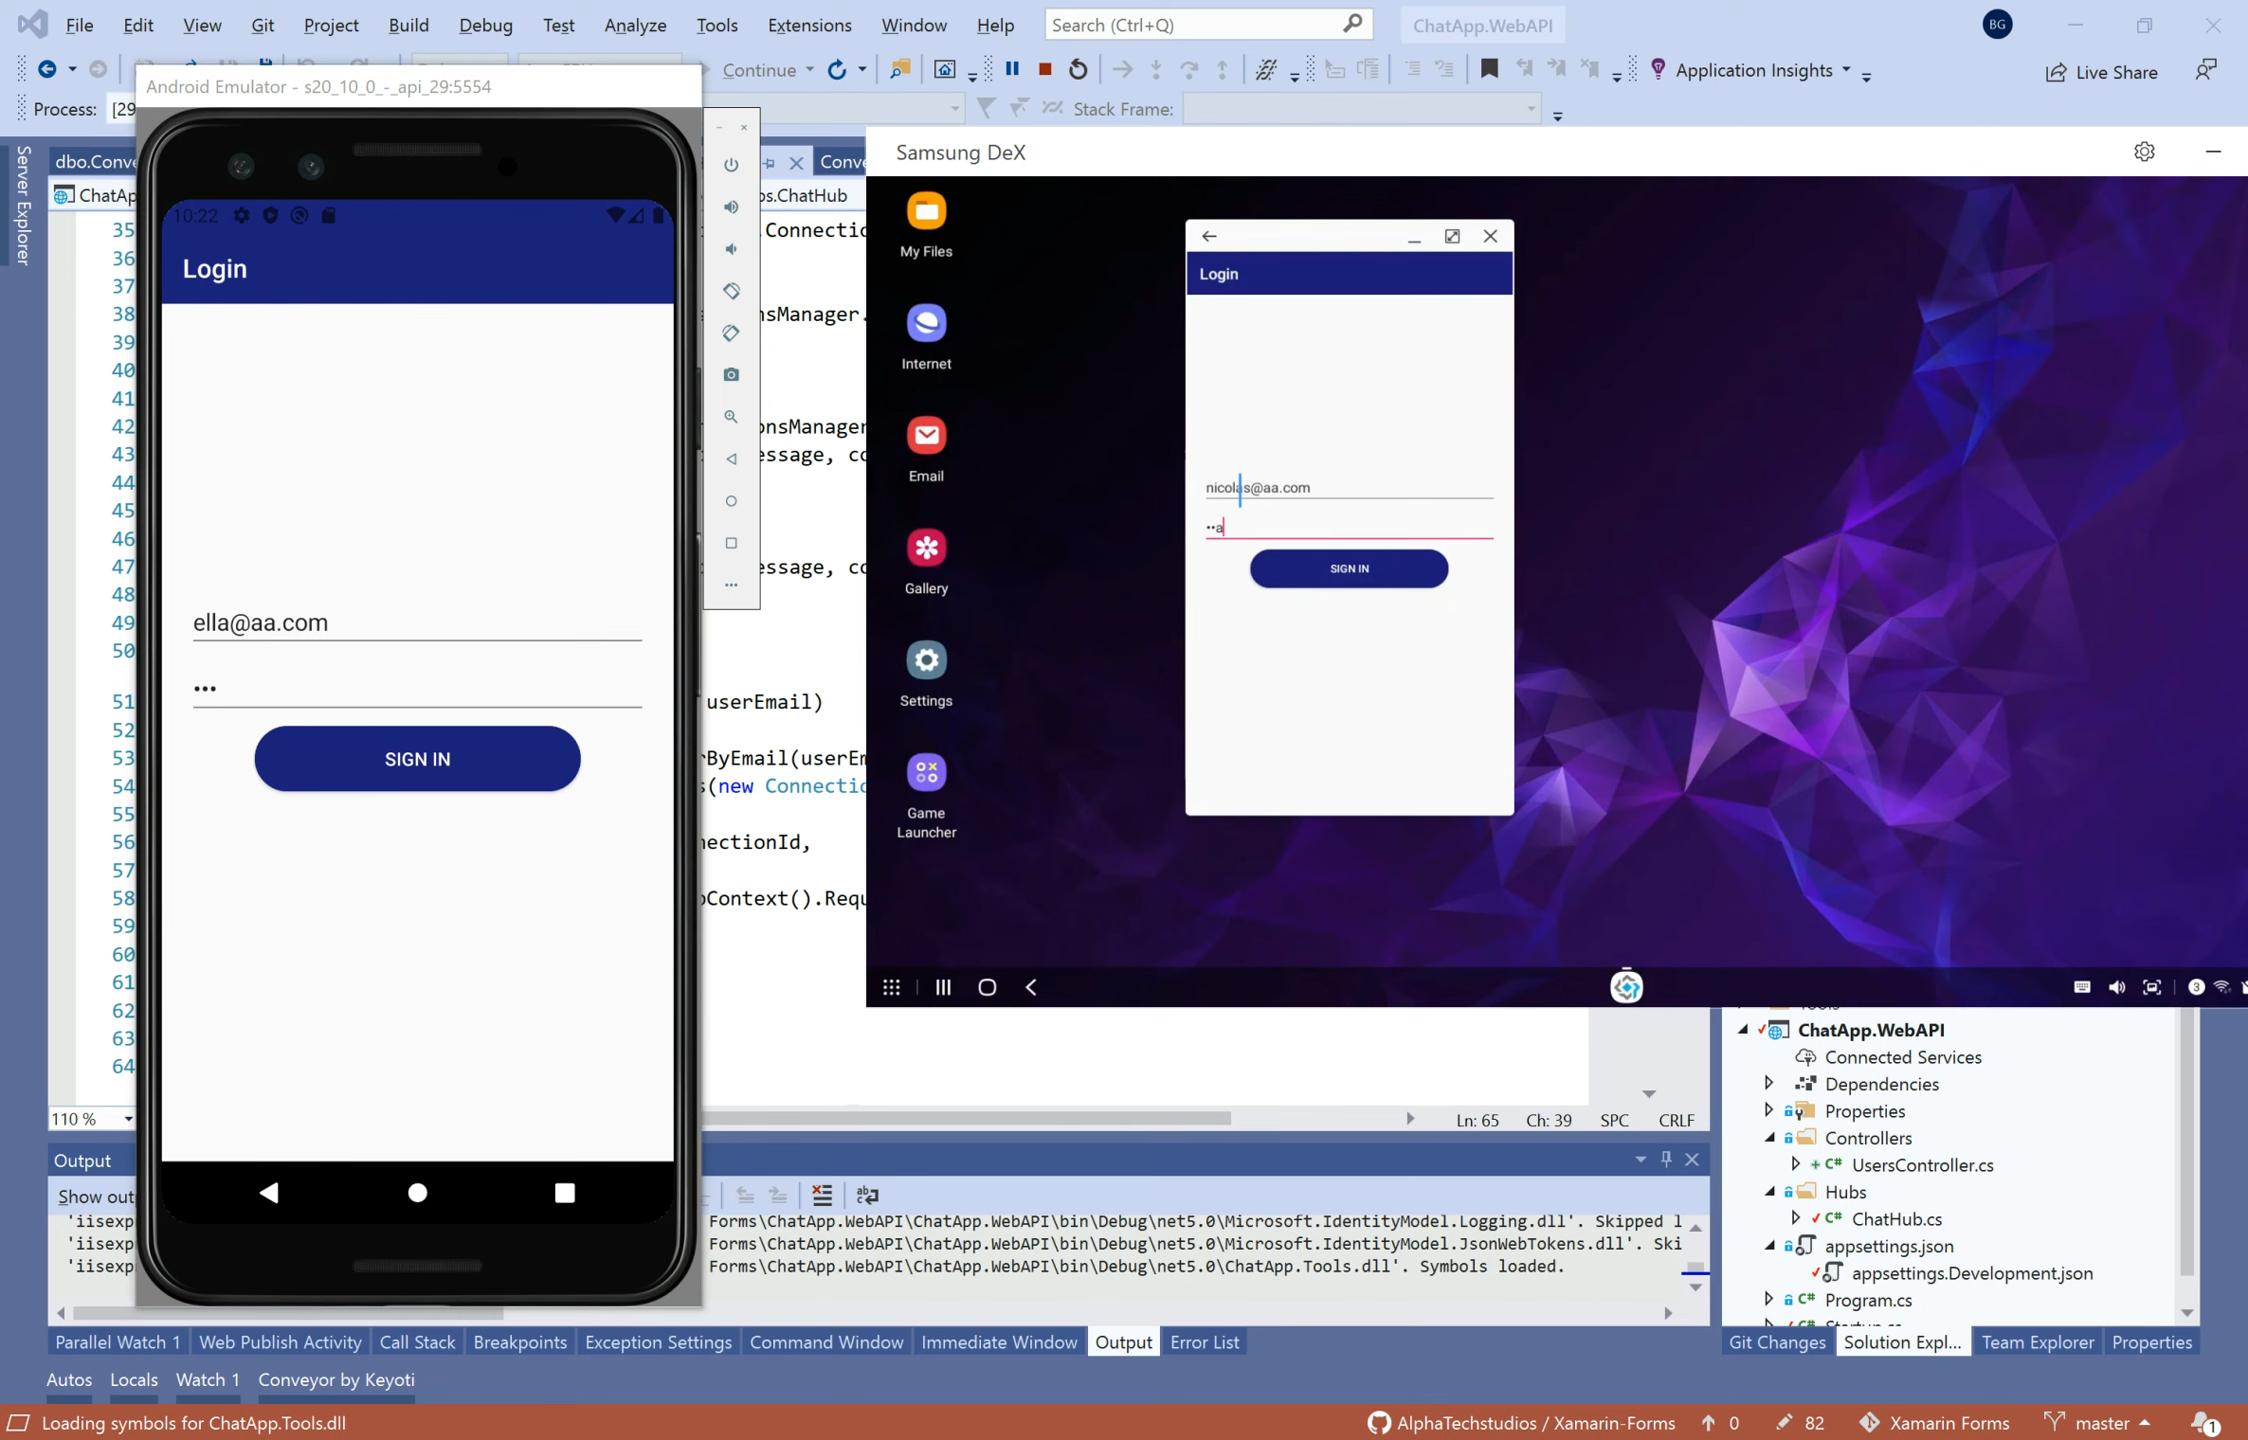 File Edit View Git Project Build Debug Test Analyze Tools Extensions Window Help Search (Ctrl+Q) ChatApp.WebAPI BG
Continue Application Insights Live Share
Process: [29 Stack Frame:
Android Emulator - s20_10_0_-_api_29:5554
Server Explorer
dbo.Conve
Conve
ChatAp
bs.ChatHub
10:22
Login
ella@aa.com
•••
SIGN IN
35 .Connectio
36
37
38 nsManager.
39
40
41
42 onsManager
43 essage, co
44
45
46
47 essage, co
48
49
50
51 userEmail)
52
53 rByEmail(userEm
54 s(new Connectio
55
56 nectionId,
57
58 pContext().Requ
59
60
61
62
63
64
Samsung DeX
My Files
Internet
Email
Gallery
Settings
Game
Launcher
Login
nicolas@aa.com
••a
SIGN IN
3
110 % Ln: 65 Ch: 39 SPC CRLF
ChatApp.WebAPI
Connected Services
Dependencies
Properties
Controllers
C# UsersController.cs
Hubs
C# ChatHub.cs
appsettings.json
appsettings.Development.json
C# Program.cs
Output
Show out
'iisexp Forms\ChatApp.WebAPI\ChatApp.WebAPI\bin\Debug\net5.0\Microsoft.IdentityModel.Logging.dll'. Skipped l
'iisexp Forms\ChatApp.WebAPI\ChatApp.WebAPI\bin\Debug\net5.0\Microsoft.IdentityModel.JsonWebTokens.dll'. Ski
'iisexp Forms\ChatApp.WebAPI\ChatApp.WebAPI\bin\Debug\net5.0\ChatApp.Tools.dll'. Symbols loaded.
Parallel Watch 1 Web Publish Activity Call Stack Breakpoints Exception Settings Command Window Immediate Window Output Error List
Git Changes Solution Expl... Team Explorer Properties
Autos Locals Watch 1 Conveyor by Keyoti
Loading symbols for ChatApp.Tools.dll AlphaTechstudios / Xamarin-Forms 0 82 Xamarin Forms master 1